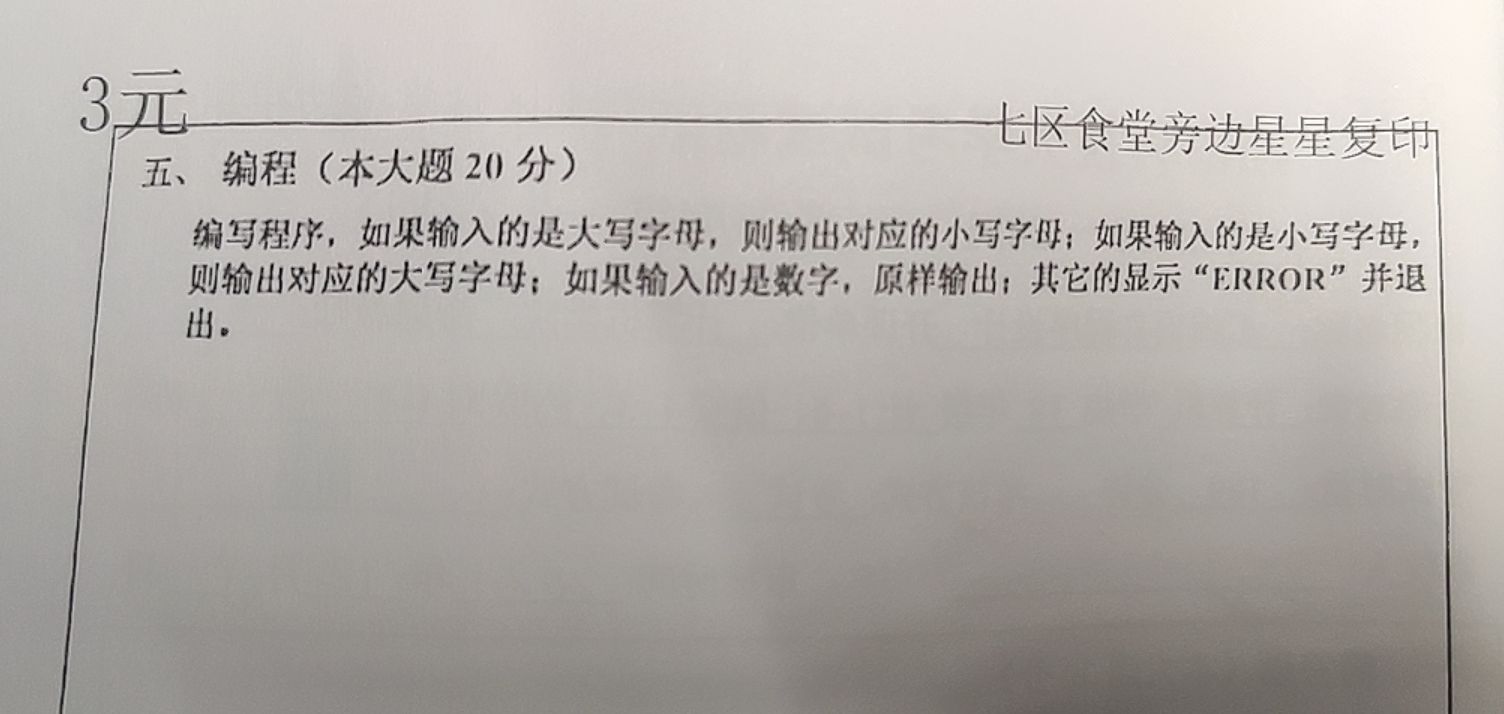 3元
七区食堂旁边星星复印
五、编程（本大题 20 分）
编写程序，如果输入的是大写字母，则输出对应的小写字母；如果输入的是小写字母，
则输出对应的大写字母；如果输入的是数字，原样输出；其它的显示“ERROR”并退
出。